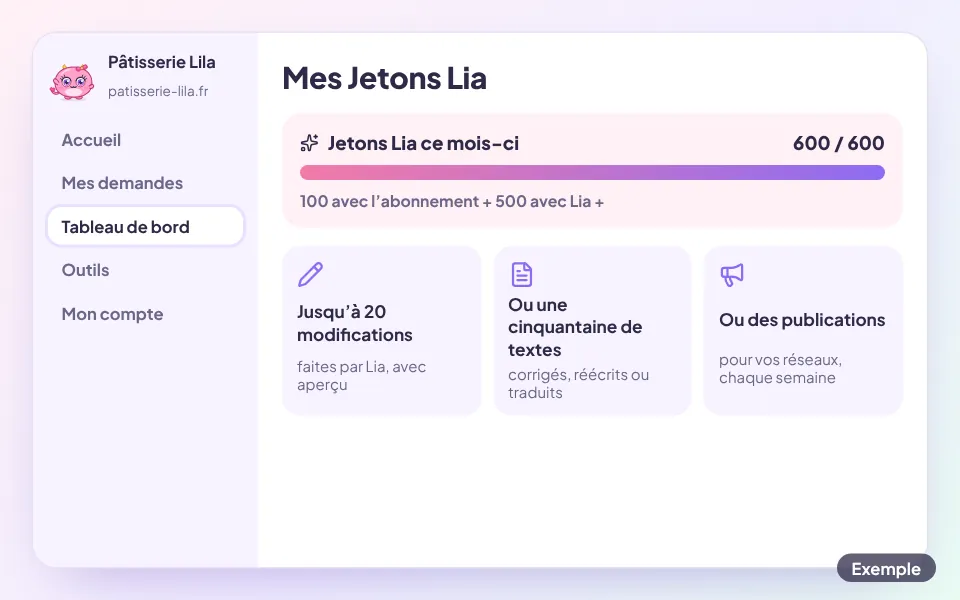 Pâtisserie Lila
patisserie-lila.fr
Accueil
Mes demandes
Tableau de bord
Outils
Mon compte
Mes Jetons Lia
Jetons Lia ce mois-ci
600 / 600
100 avec l’abonnement + 500 avec Lia +
Jusqu’à 20
modifications
faites par Lia, avec
aperçu
Ou une
cinquantaine de
textes
corrigés, réécrits ou
traduits
Ou des publications
pour vos réseaux,
chaque semaine
Exemple